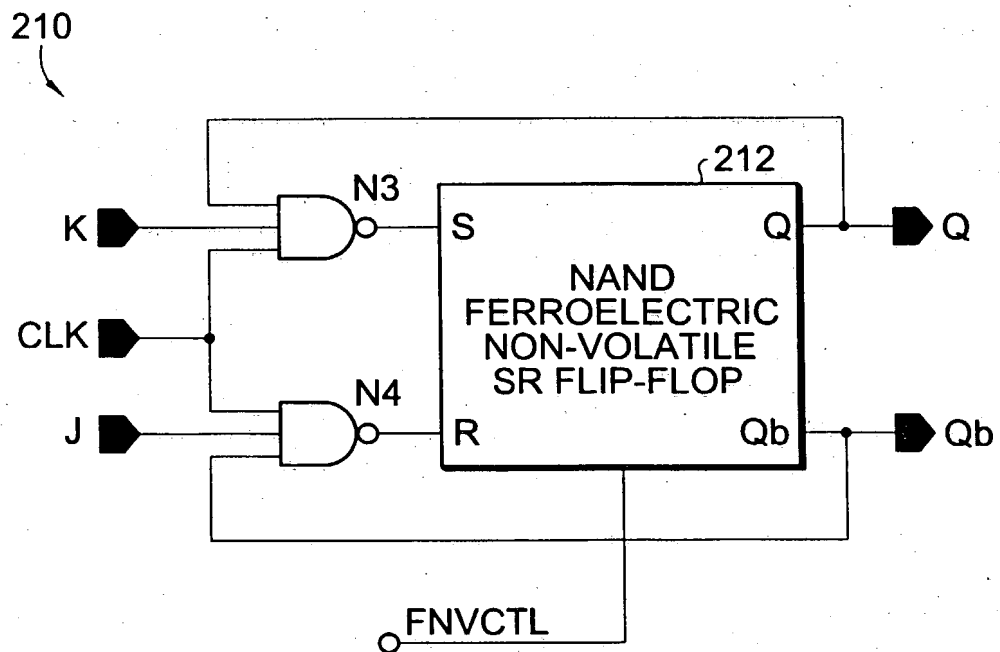 210
212
N3
K
S
Q
Q
NAND
FERROELECTRIC
NON-VOLATILE
SR FLIP-FLOP
CLK
N4
J
R
Qb
Qb
FNVCTL